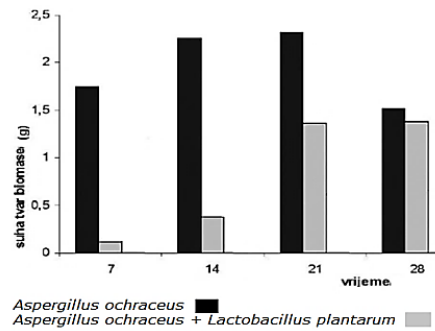 2,5
2
1,5
1
0,5
0
suha tvar biomase (g)
7 14 21 28
vrijeme
Aspergillus ochraceus
Aspergillus ochraceus + Lactobacillus plantarum